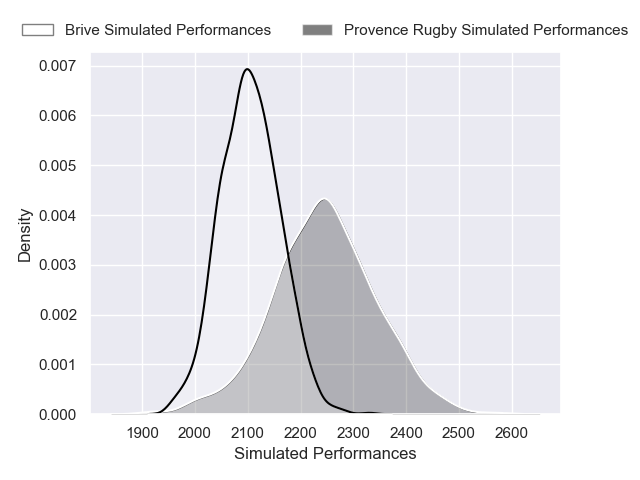 Brive Simulated Performances
Provence Rugby Simulated Performances
0.007
0.006
0.005
0.004
0.003
0.002
0.001
0.000
Density
1900 2000 2100 2200 2300 2400 2500 2600
Simulated Performances